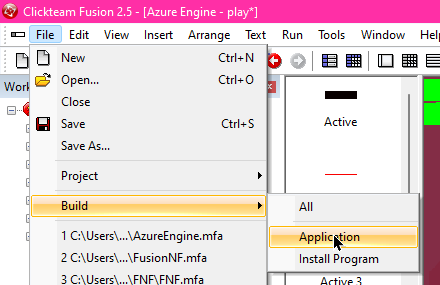 Clickteam Fusion 2.5 - [Azure Engine - play*]
File Edit View Insert Arrange Text Run Tools Window Help
New Ctrl+N
Open... Ctrl+O
Close
Save Ctrl+S
Save As...
Project
Build
1 C:\Users\...\AzureEngine.mfa
2 C:\Users\...\FusionNF.mfa
3 C:\Users\...\FNF\FNF.mfa
All
Application
Install Program
Work
Active
Active 3